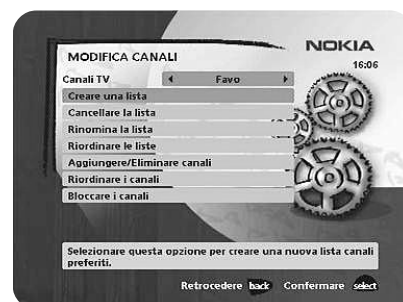 NOKIA
MODIFICA CANALI
16:06
Canali TV Favo
Creare una lista
Cancellare la lista
Rinomina la lista
Riordinare le liste
Aggiungere/Eliminare canali
Riordinare i canali
Bloccare i canali
Selezionare questa opzione per creare una nuova lista canali
preferiti.
Retrocedere back Confermare select